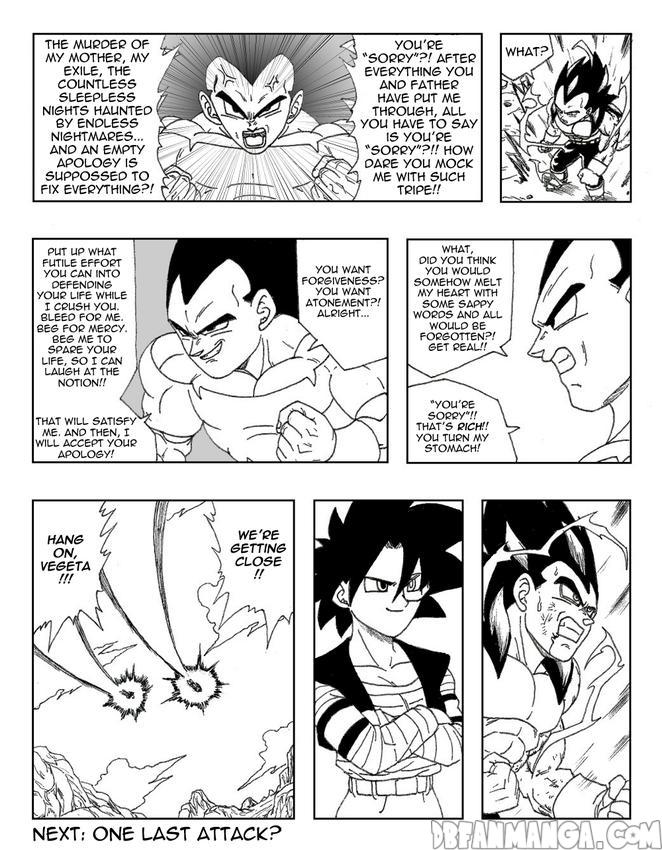 THE MURDER OF
MY MOTHER, MY
EXILE, THE
COUNTLESS
SLEEPLESS
NIGHTS HAUNTED
BY ENDLESS
NIGHTMARES...
AND AN EMPTY
APOLOGY IS
SUPPOSSED TO
FIX EVERYTHING?!
YOU'RE
"SORRY"?! AFTER
EVERYTHING YOU
AND FATHER
HAVE PUT ME
THROUGH, ALL
YOU HAVE TO SAY
IS YOU'RE
"SORRY"?!! HOW
DARE YOU MOCK
ME WITH SUCH
TRIPE!!
WHAT?
PUT UP WHAT
FUTILE EFFORT
YOU CAN INTO
DEFENDING
YOUR LIFE WHILE
I CRUSH YOU.
BLEED FOR ME.
BEG FOR MERCY.
BEG ME TO
SPARE YOUR
LIFE, SO I CAN
LAUGH AT THE
NOTION!!
THAT WILL SATISFY
ME. AND THEN, I
WILL ACCEPT YOUR
APOLOGY!
YOU WANT
FORGIVENESS?
YOU WANT
ATONEMENT?!
ALRIGHT...
WHAT,
DID YOU THINK
YOU WOULD
SOMEHOW MELT
MY HEART WITH
SOME SAPPY
WORDS AND ALL
WOULD BE
FORGOTTEN?!
GET REAL!!
"YOU'RE
SORRY"!!
THAT'S RICH!!
YOU TURN MY
STOMACH!
HANG
ON,
VEGETA
!!!
WE'RE
GETTING
CLOSE
!!
NEXT: ONE LAST ATTACK?
DBFANMANGA.COM